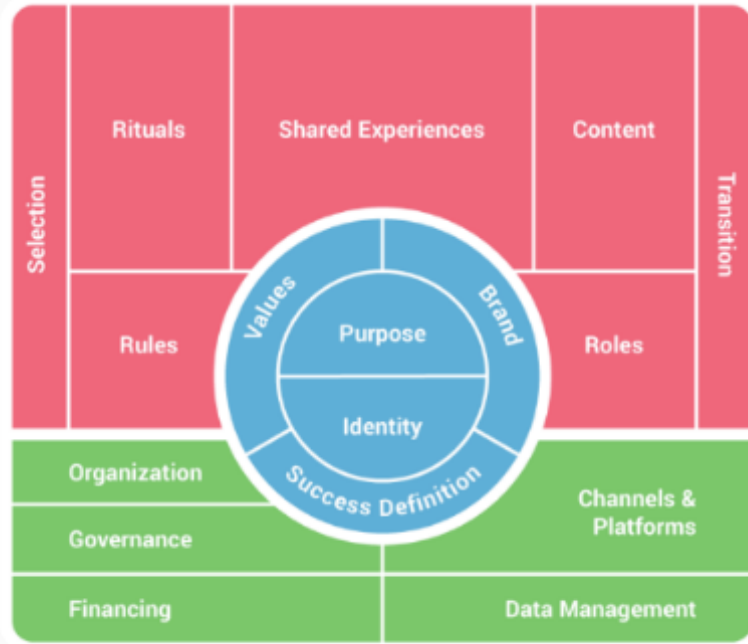 Selection
Rituals
Shared Experiences
Content
Transition
Rules
Values
Brand
Purpose
Roles
Identity
Success Definition
Organization
Governance
Financing
Channels &
Platforms
Data Management